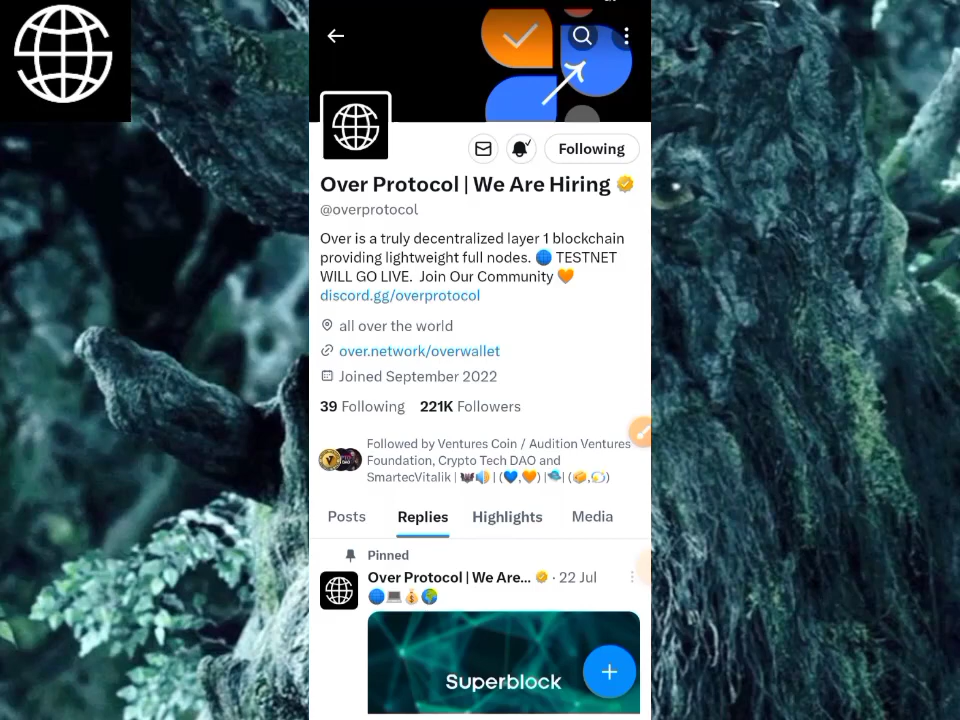 Following
Over Protocol | We Are Hiring
@overprotocol
Over is a truly decentralized layer 1 blockchain
providing lightweight full nodes. 🌐 TESTNET
WILL GO LIVE. Join Our Community 🧡
discord.gg/overprotocol
all over the world
over.network/overwallet
Joined September 2022
39 Following 221K Followers
Followed by Ventures Coin / Audition Ventures
Foundation, Crypto Tech DAO and
SmartecVitalik | 🦇🔊 | (💙,🧡) |🛸| (🥮,💫)
Posts Replies Highlights Media
Pinned
Over Protocol | We Are... · 22 Jul
🌐💻💰🌍
Superblock